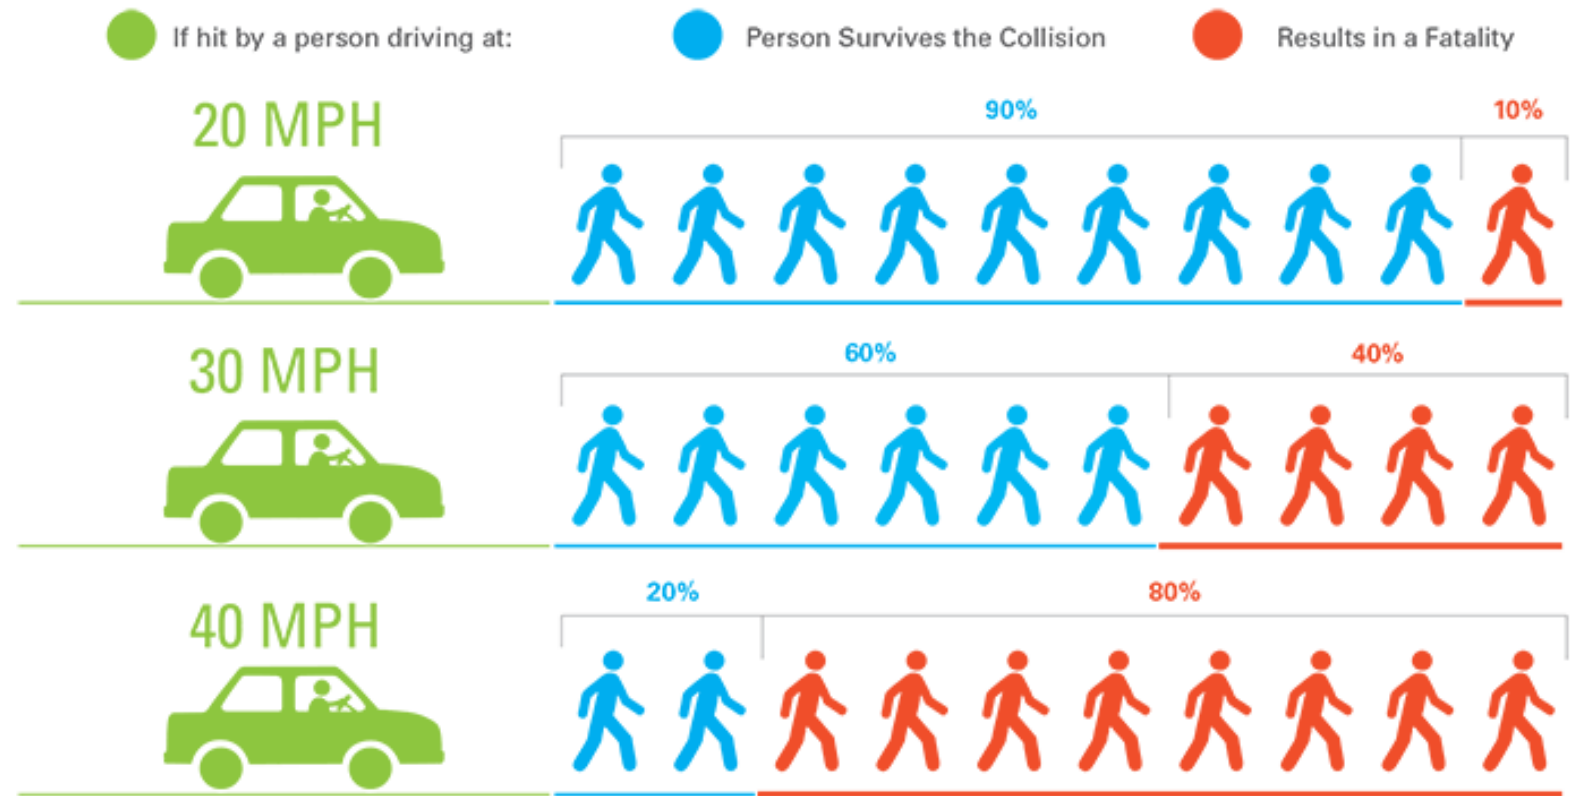 If hit by a person driving at:
Person Survives the Collision
Results in a Fatality
20 MPH
90%
10%
30 MPH
60%
40%
40 MPH
20%
80%